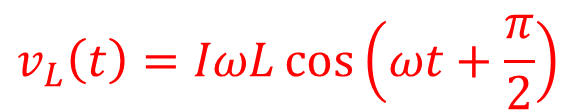 v_L(t) = IωL cos(ωt + π/2)